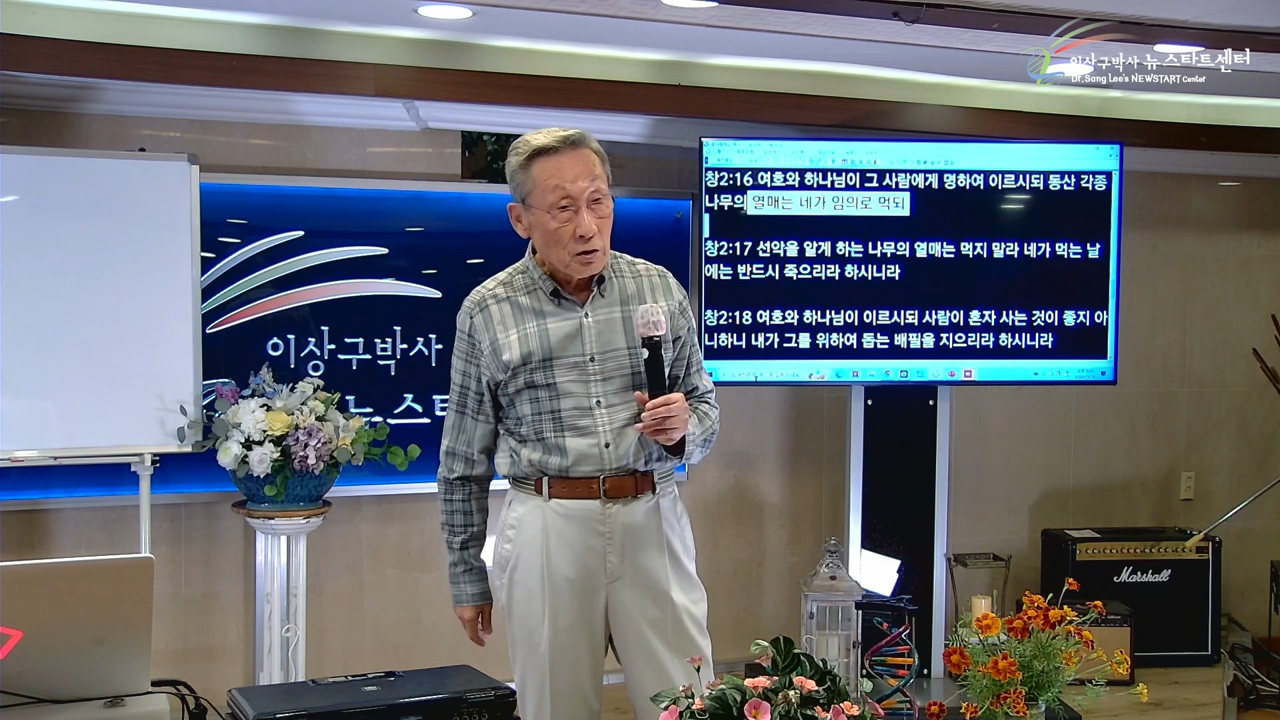 이상구박사 뉴스타트센터
Dr. Sang Lee's NEWSTART Center
창2:16 여호와 하나님이 그 사람에게 명하여 이르시되 동산 각종
나무의 열매는 네가 임의로 먹되
창2:17 선악을 알게 하는 나무의 열매는 먹지 말라 네가 먹는 날
에는 반드시 죽으리라 하시니라
창2:18 여호와 하나님이 이르시되 사람이 혼자 사는 것이 좋지 아
니하니 내가 그를 위하여 돕는 배필을 지으리라 하시니라
이상구박사
뉴스타
Marshall